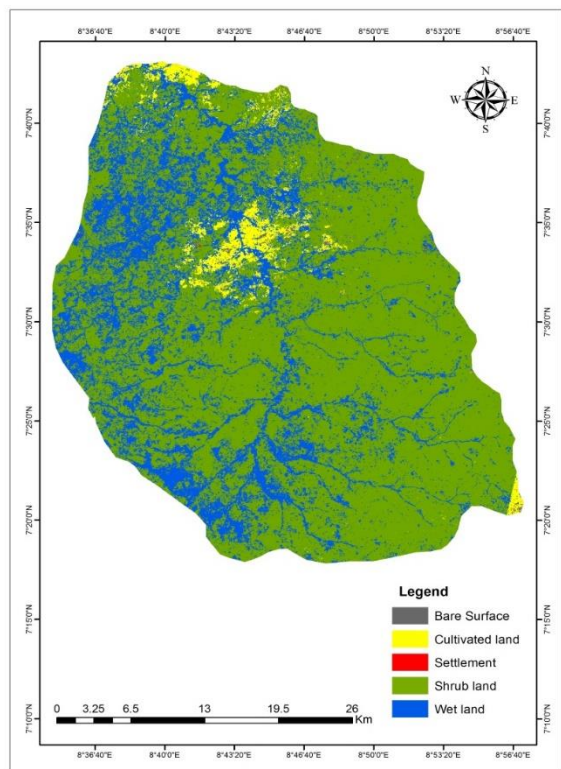 8°36'40"E 8°40'0"E 8°43'20"E 8°46'40"E 8°50'0"E 8°53'20"E 8°56'40"E
N
W E
S
7°40'0"N 7°40'0"N
7°35'0"N 7°35'0"N
7°30'0"N 7°30'0"N
7°25'0"N 7°25'0"N
7°20'0"N 7°20'0"N
7°15'0"N 7°15'0"N
7°10'0"N 7°10'0"N
Legend
Bare Surface
Cultivated land
Settlement
Shrub land
Wet land
0 3.25 6.5 13 19.5 26
Km
8°36'40"E 8°40'0"E 8°43'20"E 8°46'40"E 8°50'0"E 8°53'20"E 8°56'40"E